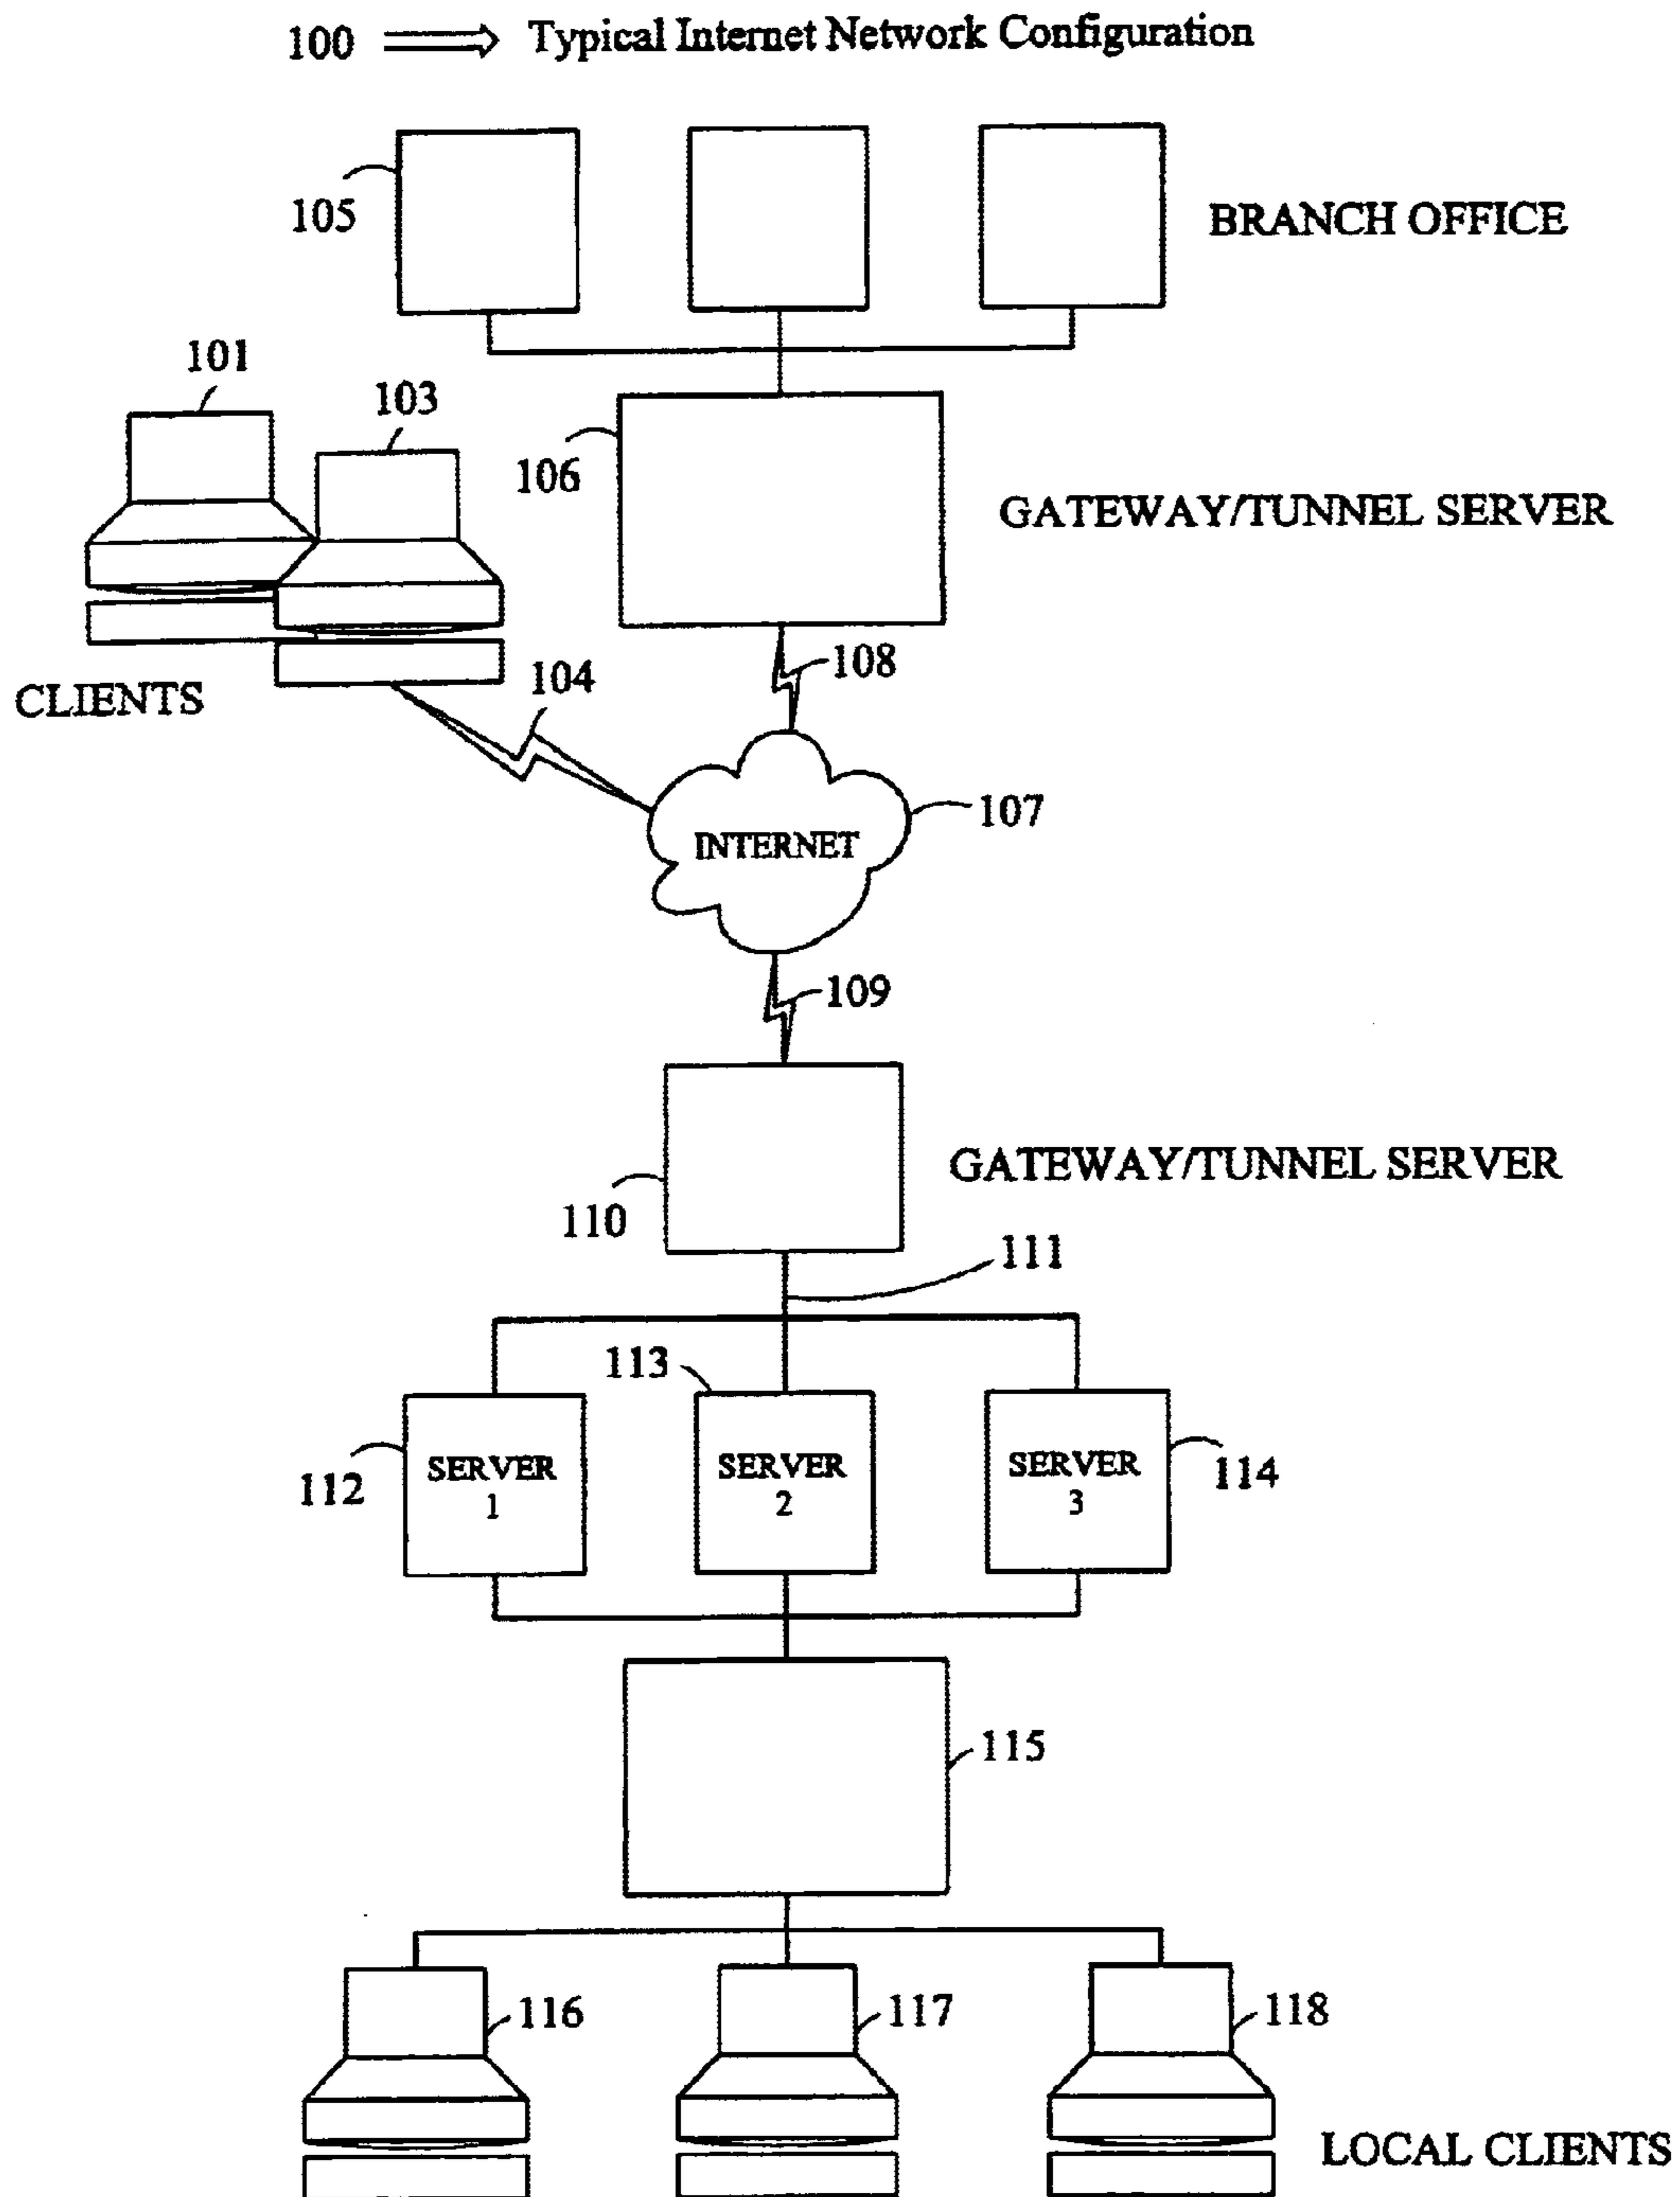 100 ⟹ Typical Internet Network Configuration
105
BRANCH OFFICE
101
103
106
GATEWAY/TUNNEL SERVER
CLIENTS
104
108
INTERNET
107
109
GATEWAY/TUNNEL SERVER
110
111
113
112
SERVER
1
SERVER
2
SERVER
3
114
115
116
117
118
LOCAL CLIENTS